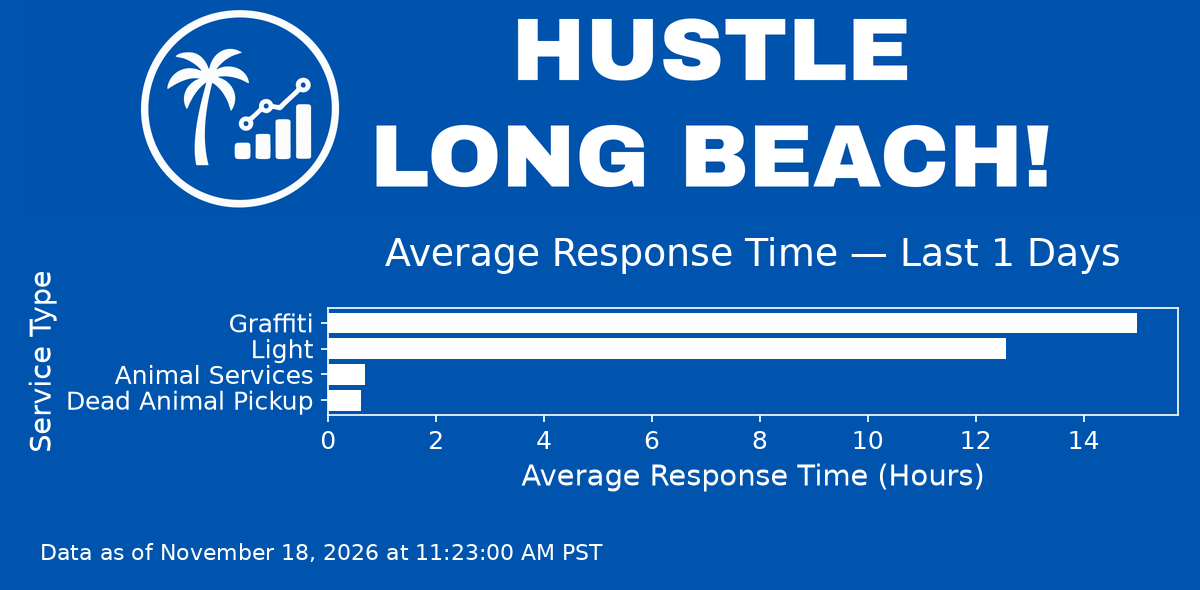 HUSTLE
LONG BEACH!
Average Response Time — Last 1 Days
Service Type
Graffiti
Light
Animal Services
Dead Animal Pickup
0 2 4 6 8 10 12 14
Average Response Time (Hours)
Data as of November 18, 2026 at 11:23:00 AM PST